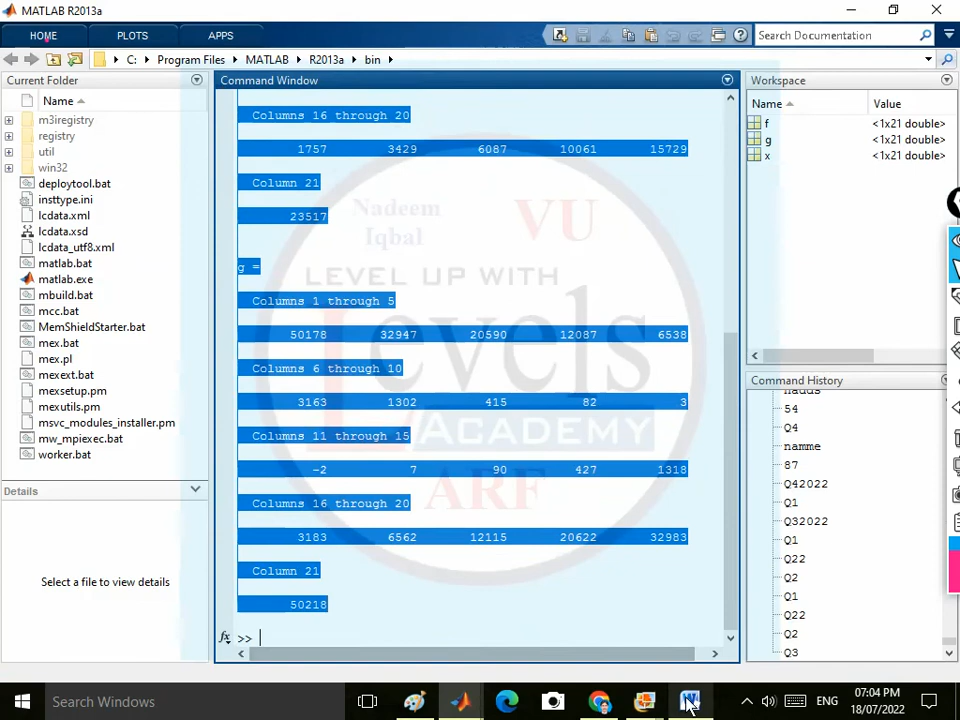 MATLAB R2013a
HOME PLOTS APPS Search Documentation
C: Program Files MATLAB R2013a bin
Current Folder
Name
m3iregistry
registry
util
win32
deploytool.bat
insttype.ini
lcdata.xml
lcdata.xsd
lcdata_utf8.xml
matlab.bat
matlab.exe
mbuild.bat
mcc.bat
MemShieldStarter.bat
mex.bat
mex.pl
mexext.bat
mexsetup.pm
mexutils.pm
msvc_modules_installer.pm
mw_mpiexec.bat
worker.bat
Details
Select a file to view details
Command Window
Columns 16 through 20
1757 3429 6087 10061 15729
Column 21
23517
g =
Columns 1 through 5
50178 32947 20590 12087 6538
Columns 6 through 10
3163 1302 415 82 3
Columns 11 through 15
-2 7 90 427 1318
Columns 16 through 20
3183 6562 12115 20622 32983
Column 21
50218
fx >>
Nadeem
Iqbal
VU
LEVEL UP WITH
Levels
ACADEMY
ARF
Workspace
Name Value
f <1x21 double>
g <1x21 double>
x <1x21 double>
Command History
54
Q4
namme
87
Q42022
Q1
Q32022
Q1
Q22
Q2
Q1
Q22
Q2
Q3
Search Windows
ENG
07:04 PM
18/07/2022